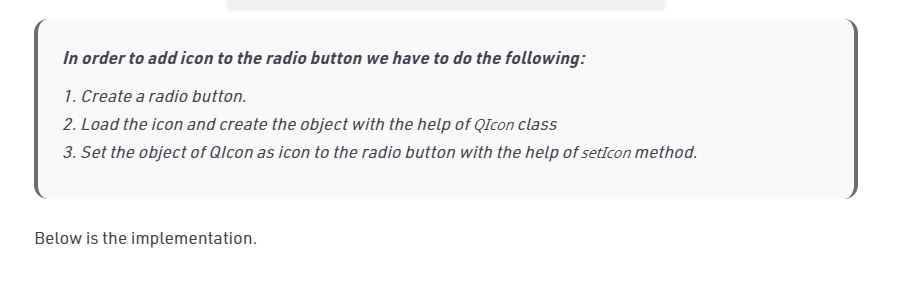 In order to add icon to the radio button we have to do the following:
1. Create a radio button.
2. Load the icon and create the object with the help of QIcon class
3. Set the object of QIcon as icon to the radio button with the help of setIcon method.
Below is the implementation.